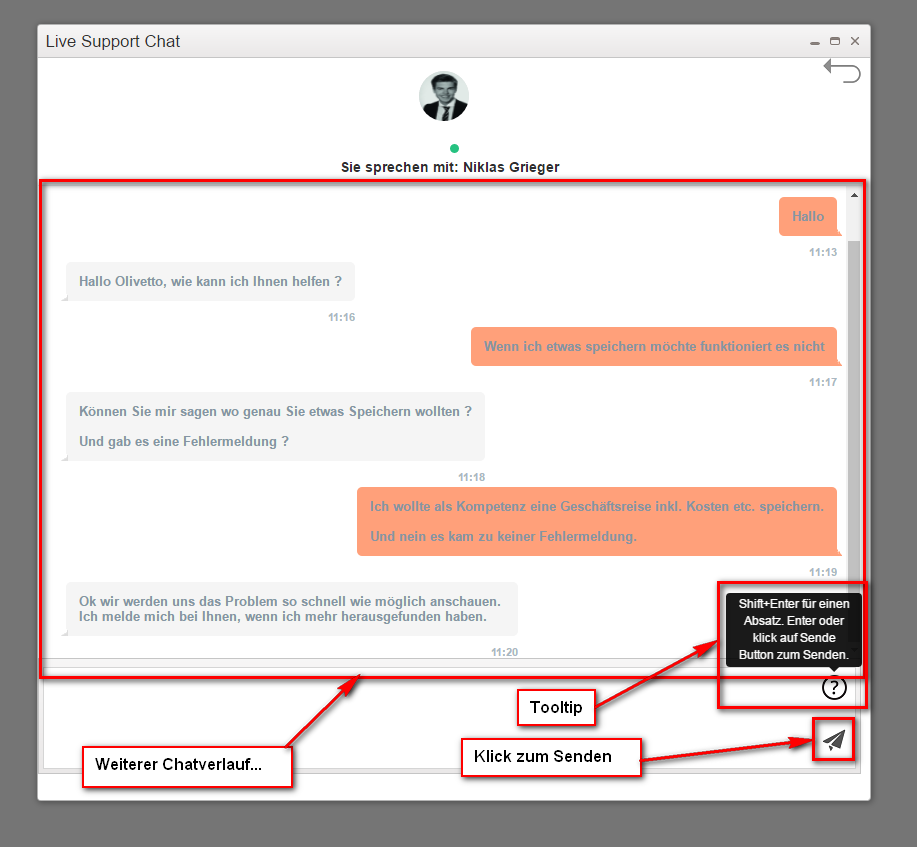 Live Support Chat
Sie sprechen mit: Niklas Grieger
Hallo
11:13
Hallo Olivetto, wie kann ich Ihnen helfen ?
11:16
Wenn ich etwas speichern möchte funktioniert es nicht
11:17
Können Sie mir sagen wo genau Sie etwas Speichern wollten ?
Und gab es eine Fehlermeldung ?
11:18
Ich wollte als Kompetenz eine Geschäftsreise inkl. Kosten etc. speichern.
Und nein es kam zu keiner Fehlermeldung.
11:19
Ok wir werden uns das Problem so schnell wie möglich anschauen.
Ich melde mich bei Ihnen, wenn ich mehr herausgefunden haben.
11:20
Shift+Enter für einen
Absatz. Enter oder
klick auf Sende
Button zum Senden.
?
Tooltip
Klick zum Senden
Weiterer Chatverlauf...